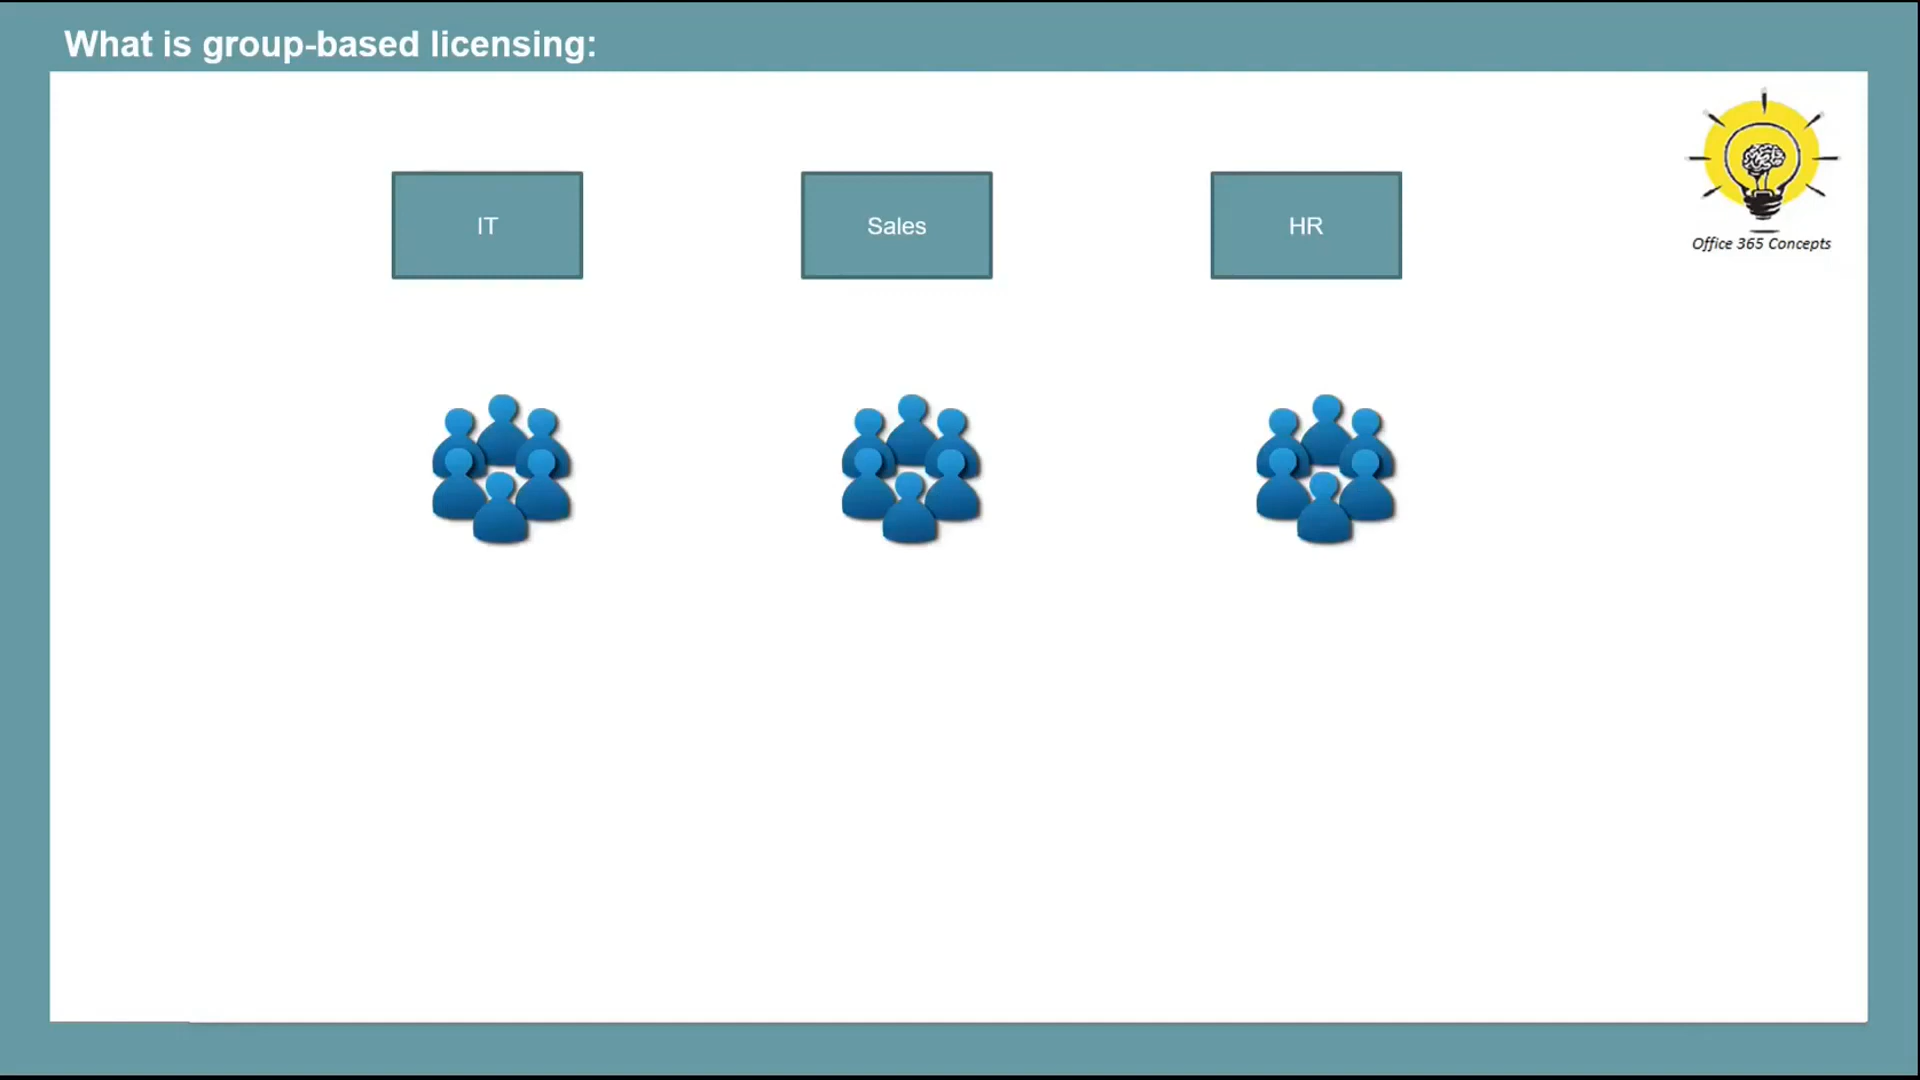 What is group-based licensing:
IT
Sales
HR
Office 365 Concepts